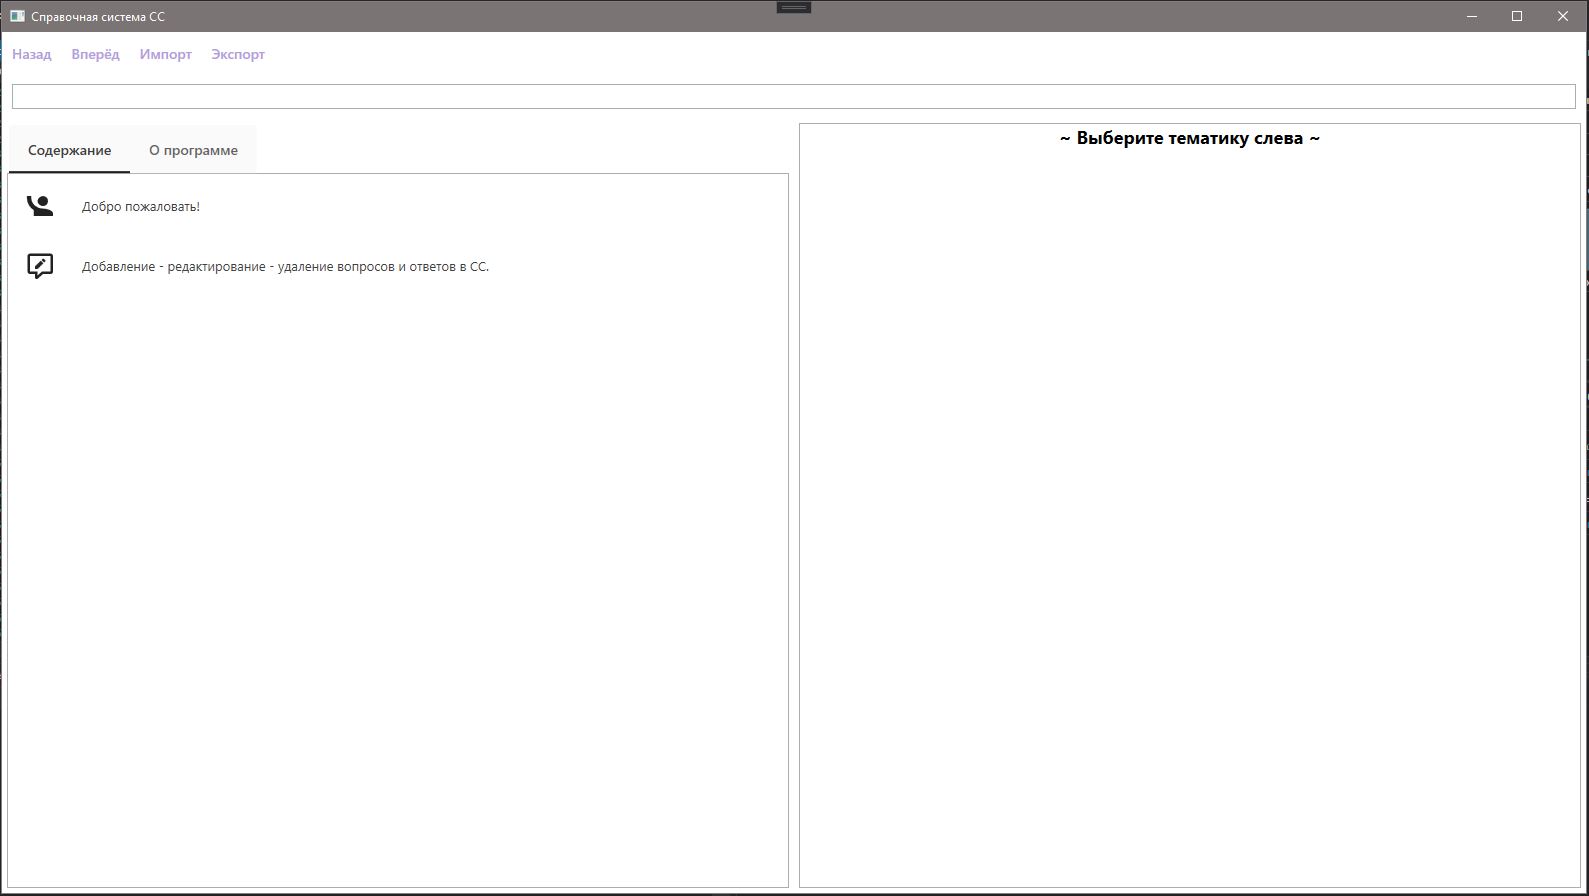 Справочная система СС
Назад Вперёд Импорт Экспорт
Содержание О программе
Добро пожаловать!
Добавление - редактирование - удаление вопросов и ответов в СС.
~ Выберите тематику слева ~